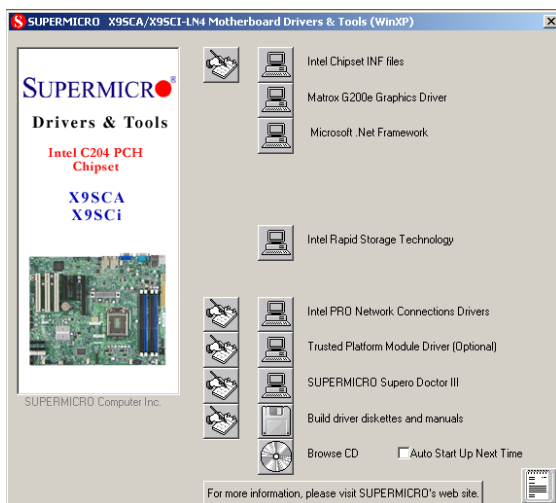 SUPERMICRO X9SCA/X9SCI-LN4 Motherboard Drivers & Tools (WinXP)
SUPERMICR®
Drivers & Tools
Intel C204 PCH
Chipset
X9SCA
X9SCi
SUPERMICRO Computer Inc.
Intel Chipset INF files
Matrox G200e Graphics Driver
Microsoft .Net Framework
Intel Rapid Storage Technology
Intel PRO Network Connections Drivers
Trusted Platform Module Driver (Optional)
SUPERMICRO Supero Doctor III
Build driver diskettes and manuals
Browse CD
Auto Start Up Next Time
For more information, please visit SUPERMICRO's web site.